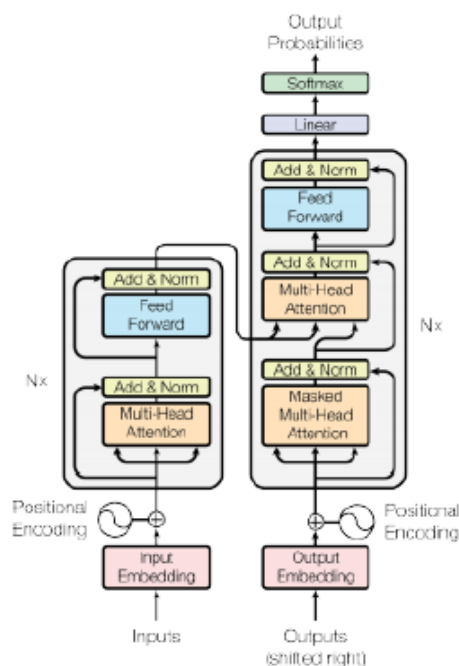 Output
Probabilities
Softmax
Linear
Add & Norm
Feed
Forward
Add & Norm
Multi-Head
Attention
Add & Norm
Masked
Multi-Head
Attention
Nx
Add & Norm
Feed
Forward
Add & Norm
Multi-Head
Attention
Nx
Positional
Encoding
Positional
Encoding
Input
Embedding
Output
Embedding
Inputs
Outputs
(shifted right)